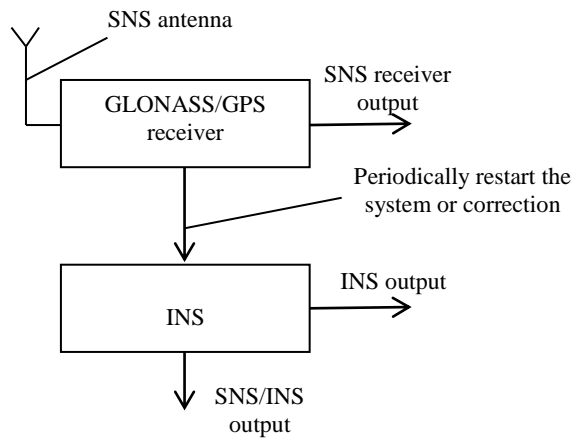 SNS antenna
GLONASS/GPS
receiver
SNS receiver
output
Periodically restart the
system or correction
INS
INS output
SNS/INS
output